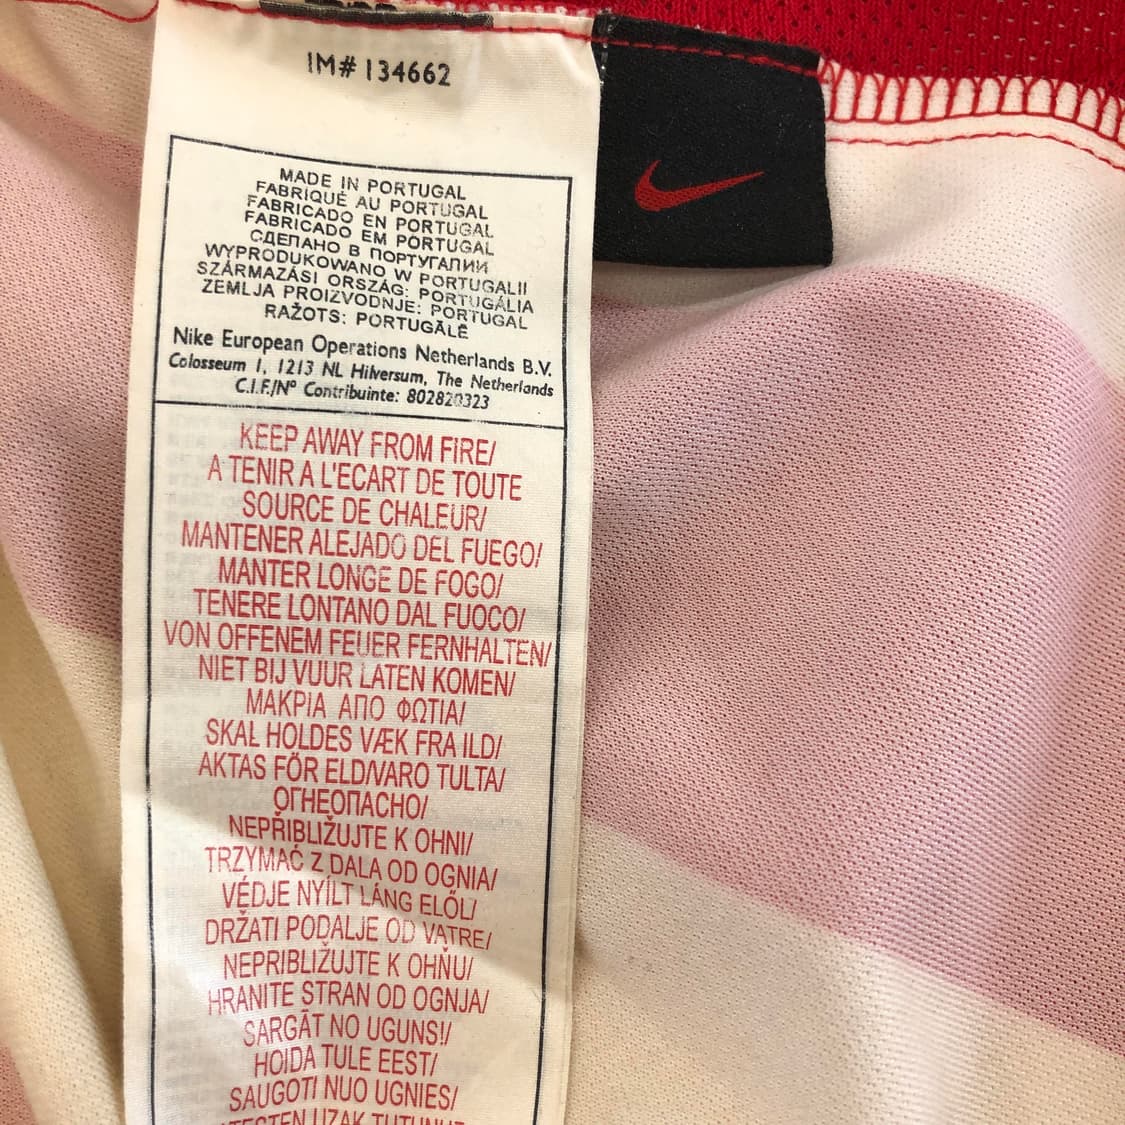 IM# 134662
MADE IN PORTUGAL
FABRIQUÉ AU PORTUGAL
FABRICADO EN PORTUGAL
FABRICADO EM PORTUGAL
СДЕЛАНО В ПОРТУГАЛИИ
WYPRODUKOWANO W PORTUGALII
SZÁRMAZÁSI ORSZÁG: PORTUGÁLIA
ZEMLJA PROIZVODNJE: PORTUGAL
RAŽOTS: PORTUGĀLĒ
Nike European Operations Netherlands B.V.
Colosseum 1, 1213 NL Hilversum, The Netherlands
C.I.F./Nº Contribuinte: 802820323
KEEP AWAY FROM FIRE/
A TENIR A L'ECART DE TOUTE
SOURCE DE CHALEUR/
MANTENER ALEJADO DEL FUEGO/
MANTER LONGE DE FOGO/
TENERE LONTANO DAL FUOCO/
VON OFFENEM FEUER FERNHALTEN/
NIET BIJ VUUR LATEN KOMEN/
ΜΑΚΡΙΑ ΑΠΟ ΦΩΤΙΑ/
SKAL HOLDES VÆK FRA ILD/
AKTAS FÖR ELD/VARO TULTA/
ОГНЕОПАСНО/
NEPŘIBLIŽUJTE K OHNI/
TRZYMAĆ Z DALA OD OGNIA/
VÉDJE NYÍLT LÁNG ELŐL/
DRŽATI PODALJE OD VATRE/
NEPRIBLIŽUJTE K OHŇU/
HRANITE STRAN OD OGNJA/
SARGĀT NO UGUNS!/
HOIDA TULE EEST/
SAUGOTI NUO UGNIES/
UZAK